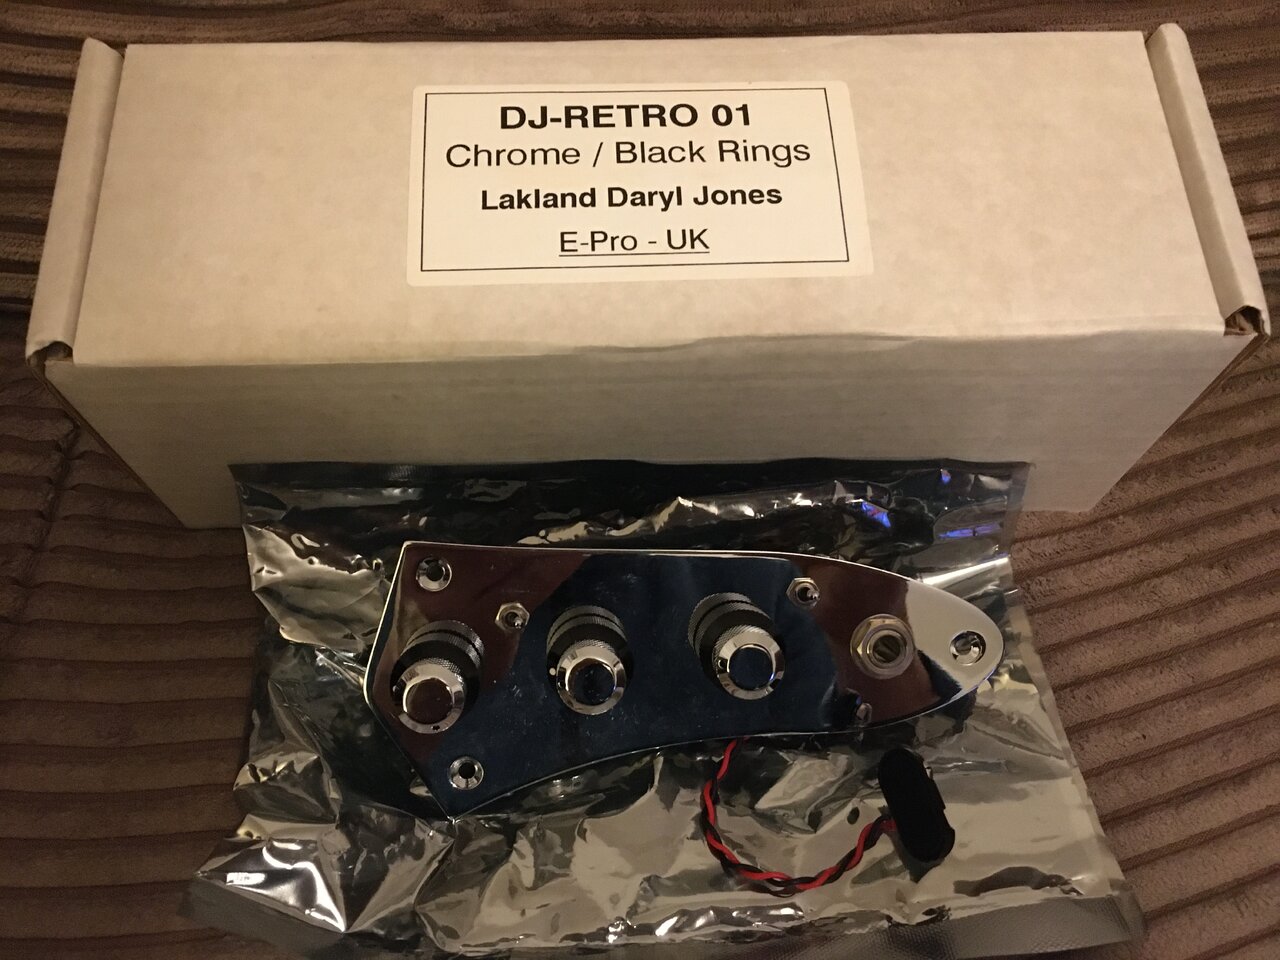 DJ-RETRO 01
Chrome / Black Rings
Lakland Daryl Jones
E-Pro - UK